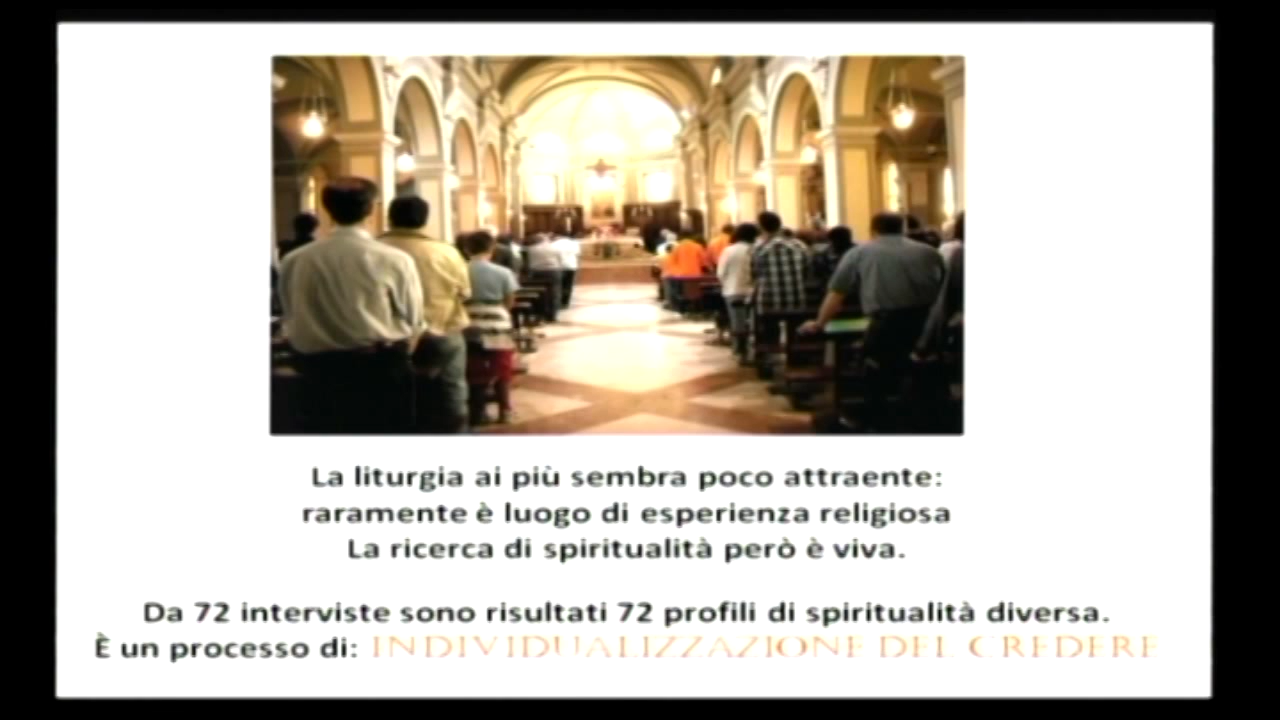 La liturgia ai più sembra poco attraente:
raramente è luogo di esperienza religiosa
La ricerca di spiritualità però è viva.
Da 72 interviste sono risultati 72 profili di spiritualità diversa.
È un processo di: INDIVIDUALIZZAZIONE DEL CREDERE